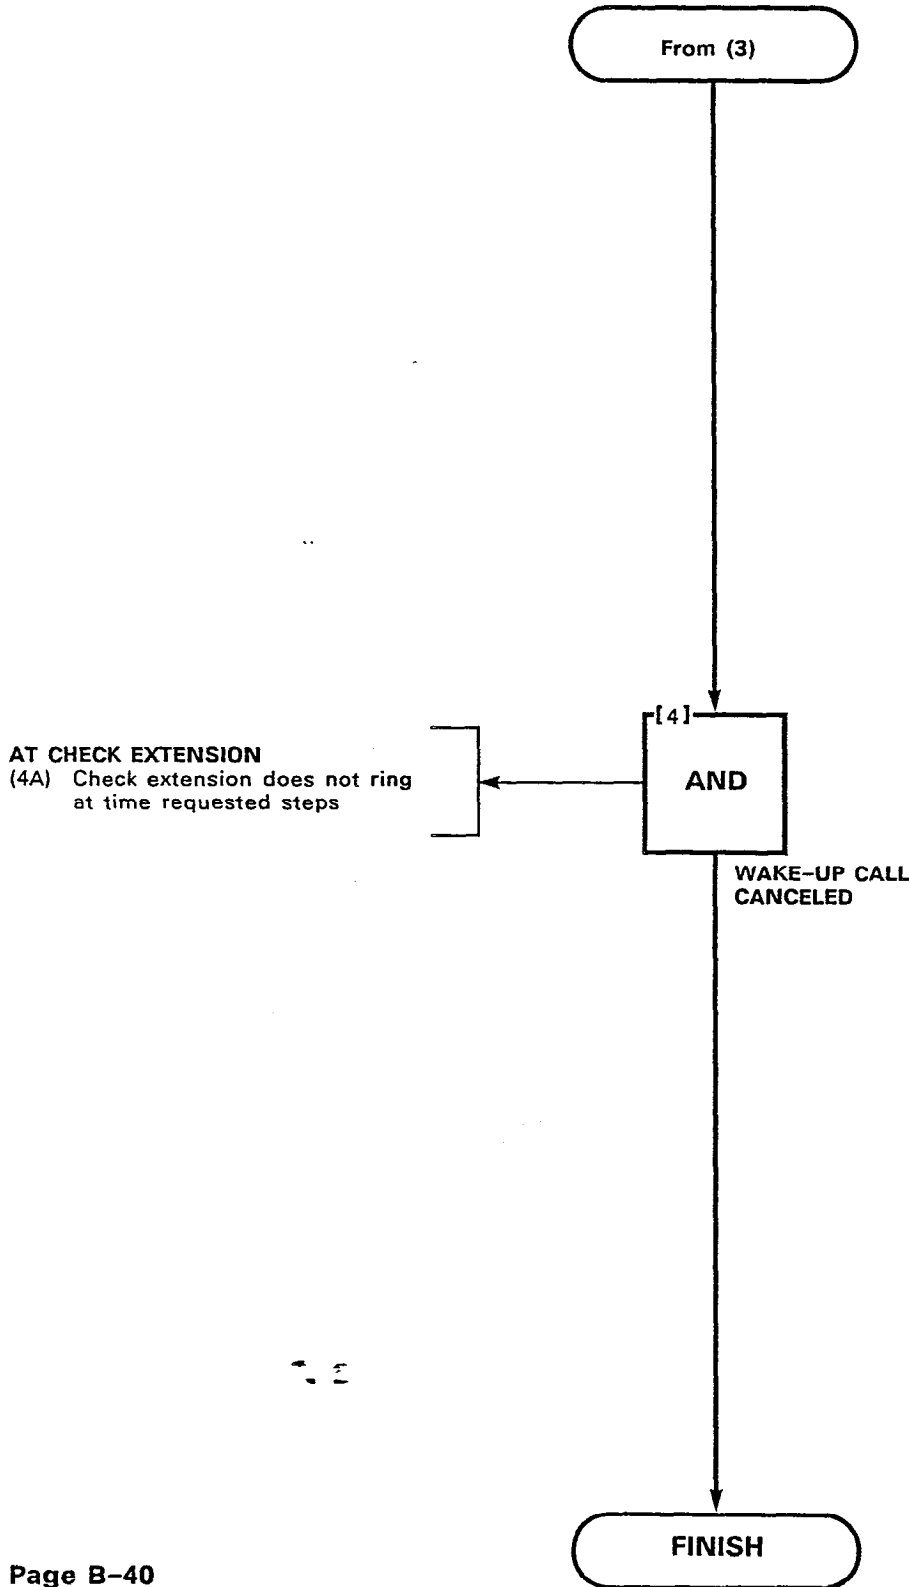 From (3)
[4]
AND
AT CHECK EXTENSION
(4A) Check extension does not ring
at time requested steps
WAKE-UP CALL
CANCELED
FINISH
Page B-40